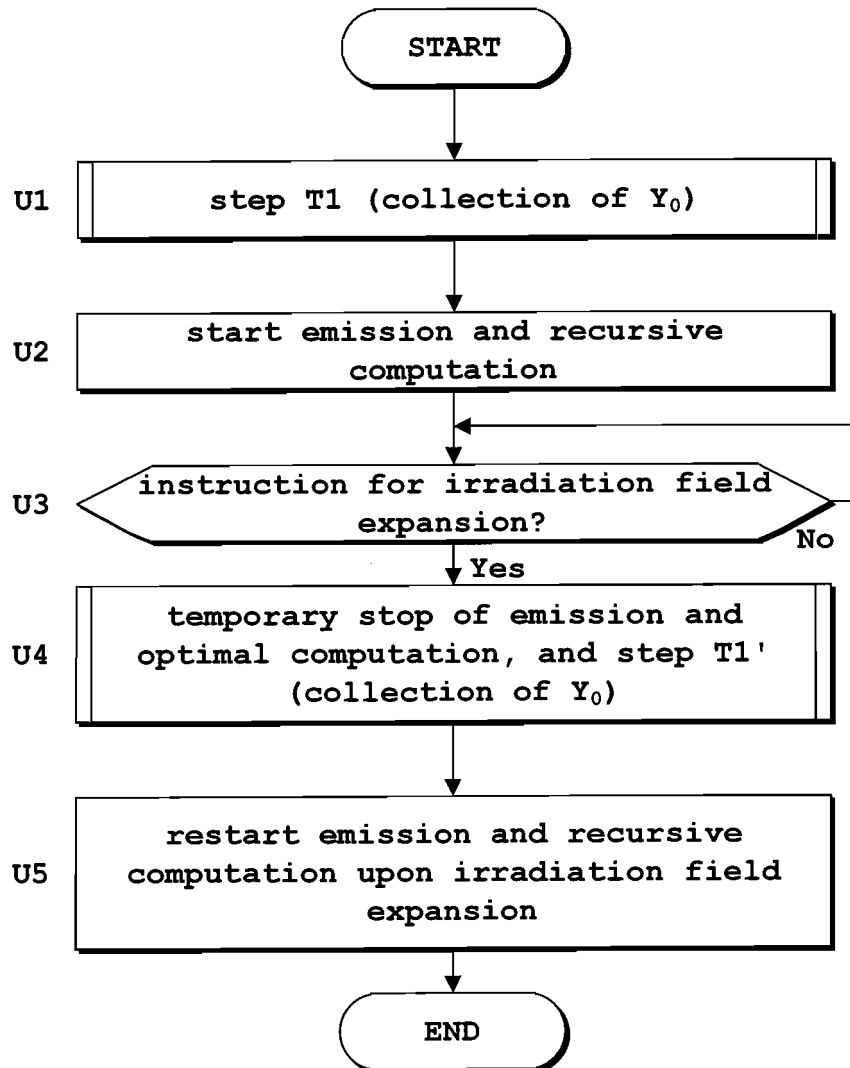 START
U1
step T1 (collection of Y₀)
U2
start emission and recursive
computation
U3
instruction for irradiation field
expansion?
No
Yes
U4
temporary stop of emission and
optimal computation, and step T1'
(collection of Y₀)
U5
restart emission and recursive
computation upon irradiation field
expansion
END